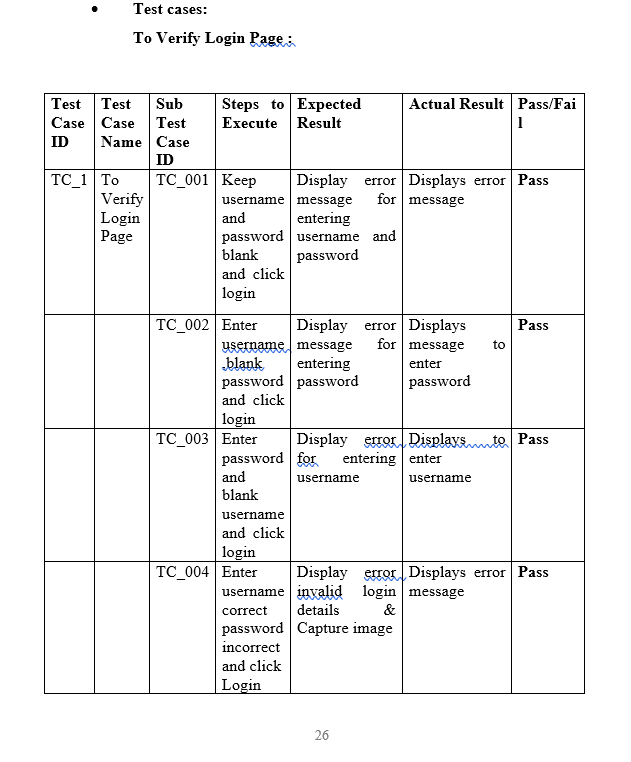 • Test cases:
To Verify Login Page :
Test Case ID
Test Case Name
Sub Test Case ID
Steps to Execute
Expected Result
Actual Result
Pass/Fai
l
TC_1
To
Verify
Login
Page
TC_001
Keep
username
and
password
blank
and click
login
Display error
message for
entering
username and
password
Displays error
message
Pass
TC_002
Enter
username
,blank
password
and click
login
Display error
message for
entering
password
Displays
message to
enter
password
Pass
TC_003
Enter
password
and
blank
username
and click
login
Display error
for entering
username
Displays to
enter
username
Pass
TC_004
Enter
username
correct
password
incorrect
and click
Login
Display error
invalid login
details &
Capture image
Displays error
message
Pass
26